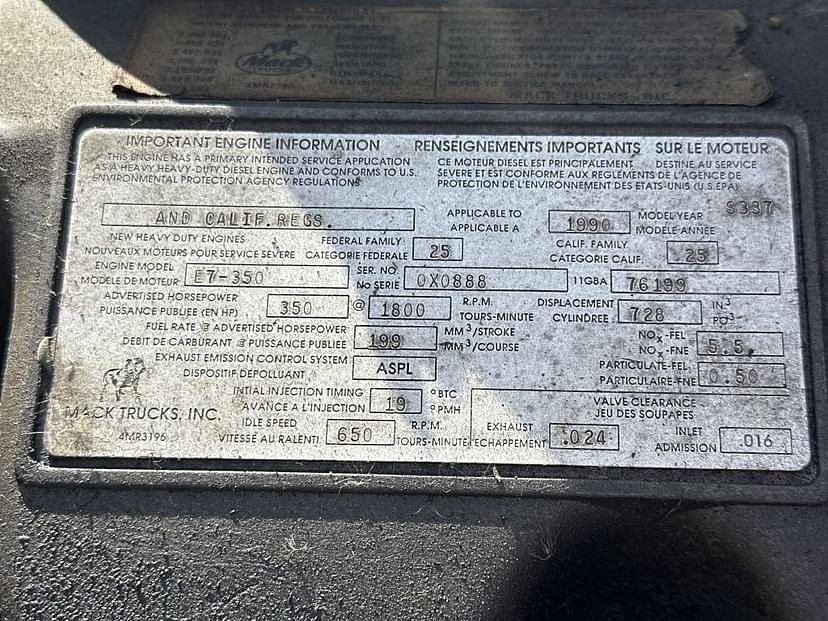 Mack
TRUCKS
MACK TRUCKS, INC.
IMPORTANT ENGINE INFORMATION RENSEIGNEMENTS IMPORTANTS SUR LE MOTEUR
THIS ENGINE HAS A PRIMARY INTENDED SERVICE APPLICATION CE MOTEUR DIESEL EST PRINCIPALEMENT DESTINE AU SERVICE
AS A HEAVY HEAVY-DUTY DIESEL ENGINE AND CONFORMS TO U.S. SEVERE ET EST CONFORME AUX REGLEMENTS DE L'AGENCE DE
ENVIRONMENTAL PROTECTION AGENCY REGULATIONS PROTECTION DE L'ENVIRONNEMENT DES ETATS-UNIS (U.S.EPA)
S337
AND CALIF.REGS. APPLICABLE TO 1990 MODEL YEAR
APPLICABLE A MODELE ANNÉE
NEW HEAVY DUTY ENGINES FEDERAL FAMILY 25 CALIF. FAMILY 25
NOUVEAUX MOTEURS POUR SERVICE SEVERE CATEGORIE FEDERALE CATEGORIE CALIF.
ENGINE MODEL E7-350 SER. NO. 0X0888 11GBA 76199
MODELE DE MOTEUR No SERIE
ADVERTISED HORSEPOWER 350 @ 1800 R.P.M. DISPLACEMENT 728 IN³
PUISSANCE PUBLIÉE (EN HP) TOURS-MINUTE CYLINDREE PO³
FUEL RATE @ ADVERTISED HORSEPOWER 199 MM³/STROKE NOx-FEL 5.5
DEBIT DE CARBURANT @ PUISSANCE PUBLIÉE MM³/COURSE NOx-FNE
EXHAUST EMISSION CONTROL SYSTEM ASPL PARTICULATE-FEL 0.50
DISPOSITIF DEPOLLUANT PARTICULAIRE-FNE
INTIAL INJECTION TIMING 19 °BTC VALVE CLEARANCE
AVANCE A L'INJECTION °PMH JEU DES SOUPAPES
MACK TRUCKS, INC.
IDLE SPEED 650 R.P.M. EXHAUST .024 INLET .016
4MR3196 VITESSE AU RALENTI TOURS-MINUTE ECHAPPEMENT ADMISSION